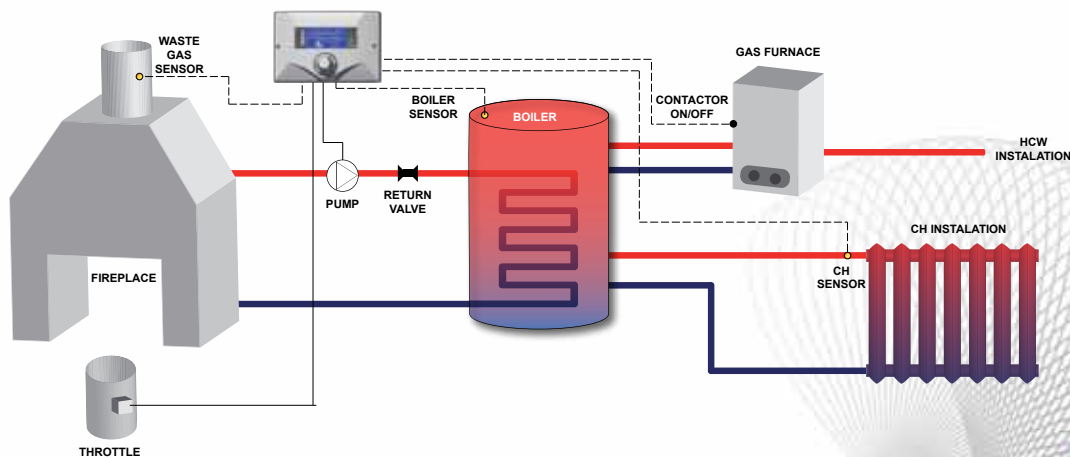 WASTE
GAS
SENSOR
GAS FURNACE
BOILER
SENSOR
BOILER
CONTACTOR
ON/OFF
HCW
INSTALATION
PUMP
RETURN
VALVE
CH INSTALATION
FIREPLACE
CH
SENSOR
THROTTLE